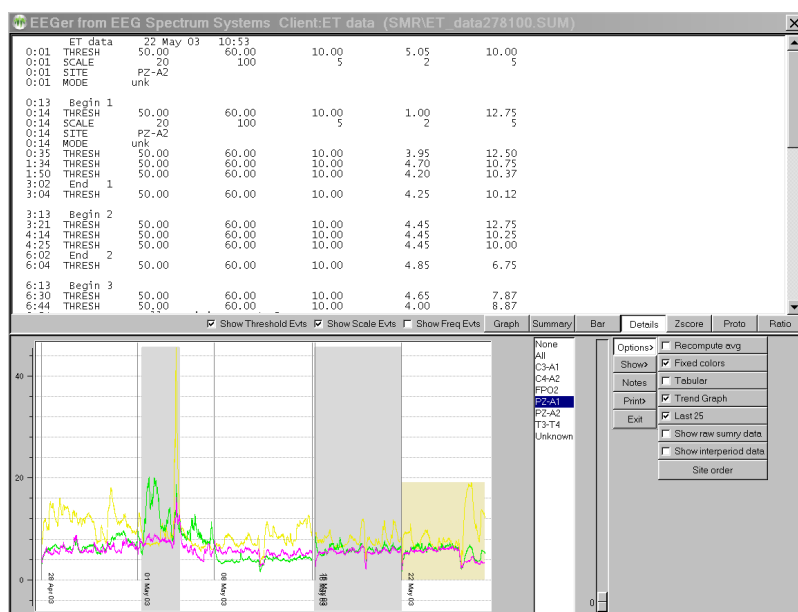 EEGer from EEG Spectrum Systems Client:ET data (SMR\ET_data278100.SUM)
ET data 22 May 03 10:53
0:01 THRESH 50.00 60.00 10.00 5.05 10.00
0:01 SCALE 20 100 5 2 5
0:01 SITE PZ-A2
0:01 MODE unk
0:13 Begin 1
0:14 THRESH 50.00 60.00 10.00 1.00 12.75
0:14 SCALE 20 100 5 2 5
0:14 SITE PZ-A2
0:14 MODE unk
0:35 THRESH 50.00 60.00 10.00 3.95 12.50
1:34 THRESH 50.00 60.00 10.00 4.70 10.75
1:50 THRESH 50.00 60.00 10.00 4.20 10.37
3:02 End 1
3:04 THRESH 50.00 60.00 10.00 4.25 10.12
3:13 Begin 2
3:21 THRESH 50.00 60.00 10.00 4.45 12.75
4:14 THRESH 50.00 60.00 10.00 4.45 10.25
4:25 THRESH 50.00 60.00 10.00 4.45 10.00
6:02 End 2
6:04 THRESH 50.00 60.00 10.00 4.85 6.75
6:13 Begin 3
6:30 THRESH 50.00 60.00 10.00 4.65 7.87
6:44 THRESH 50.00 60.00 10.00 4.00 8.87
Show Threshold Evts Show Scale Evts Show Freq Evts Graph Summary Bar Details Zscore Proto Ratio
40
20
0
28 Apr 03
01 May 03
08 May 03
22 May 03
None
All
C3-A1
C4-A2
FPO2
PZ-A1
PZ-A2
T3-T4
Unknown
0
Options>
Show>
Notes
Print>
Exit
Recompute avg
Fixed colors
Tabular
Trend Graph
Last 25
Show raw sumry data
Show interperiod data
Site order